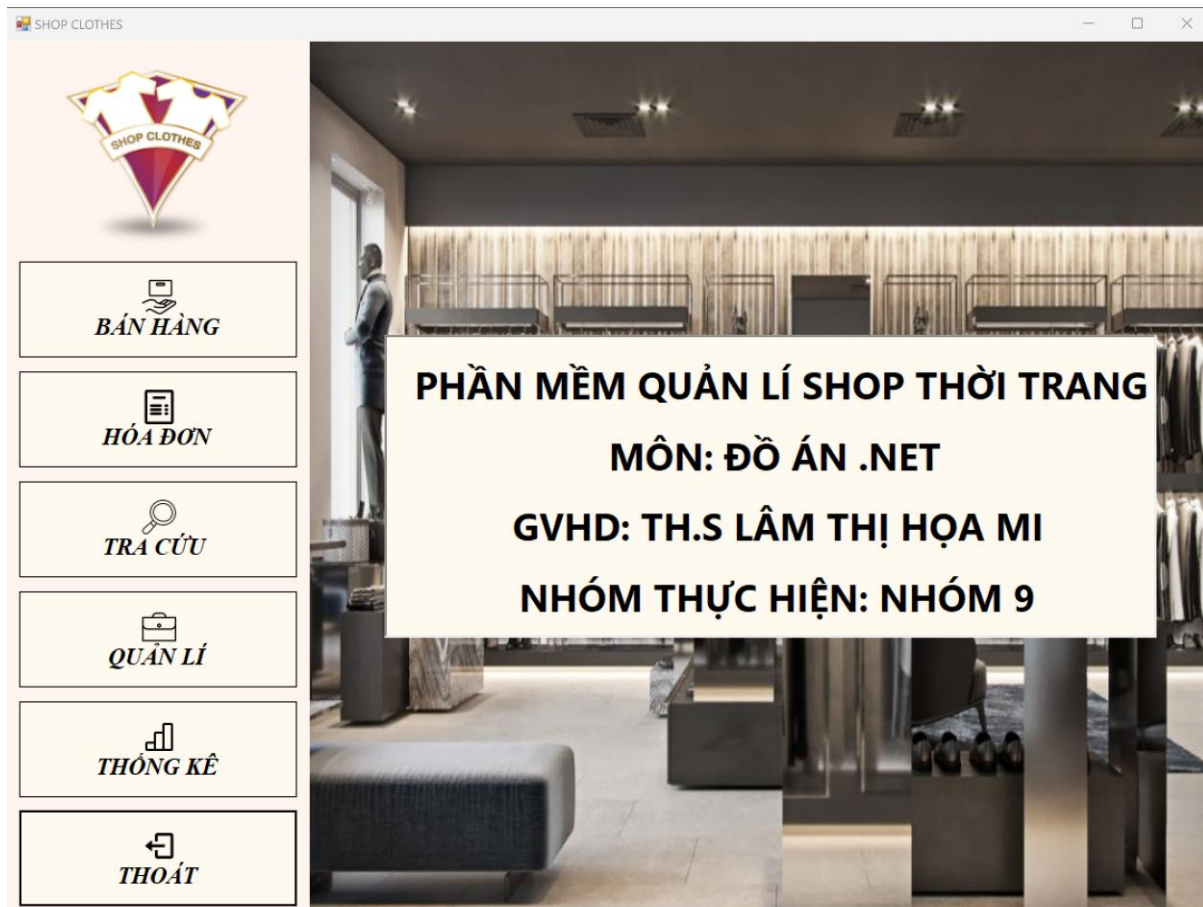 SHOP CLOTHES
SHOP CLOTHES
BÁN HÀNG
HÓA ĐƠN
TRA CỨU
QUẢN LÍ
THỐNG KÊ
THOÁT
PHẦN MỀM QUẢN LÍ SHOP THỜI TRANG
MÔN: ĐỒ ÁN .NET
GVHD: TH.S LÂM THỊ HỌA MI
NHÓM THỰC HIỆN: NHÓM 9